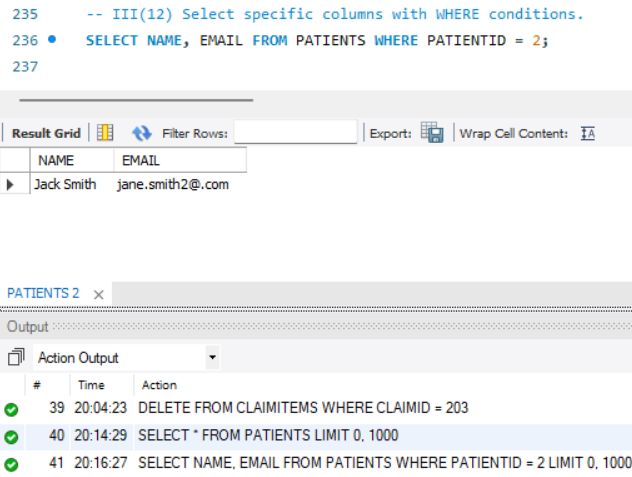 235 -- III(12) Select specific columns with WHERE conditions.
236 SELECT NAME, EMAIL FROM PATIENTS WHERE PATIENTID = 2;
237
Result Grid Filter Rows: Export: Wrap Cell Content: IA
NAME EMAIL
Jack Smith jane.smith2@.com
PATIENTS 2 ×
Output
Action Output
# Time Action
39 20:04:23 DELETE FROM CLAIMITEMS WHERE CLAIMID = 203
40 20:14:29 SELECT * FROM PATIENTS LIMIT 0, 1000
41 20:16:27 SELECT NAME, EMAIL FROM PATIENTS WHERE PATIENTID = 2 LIMIT 0, 1000